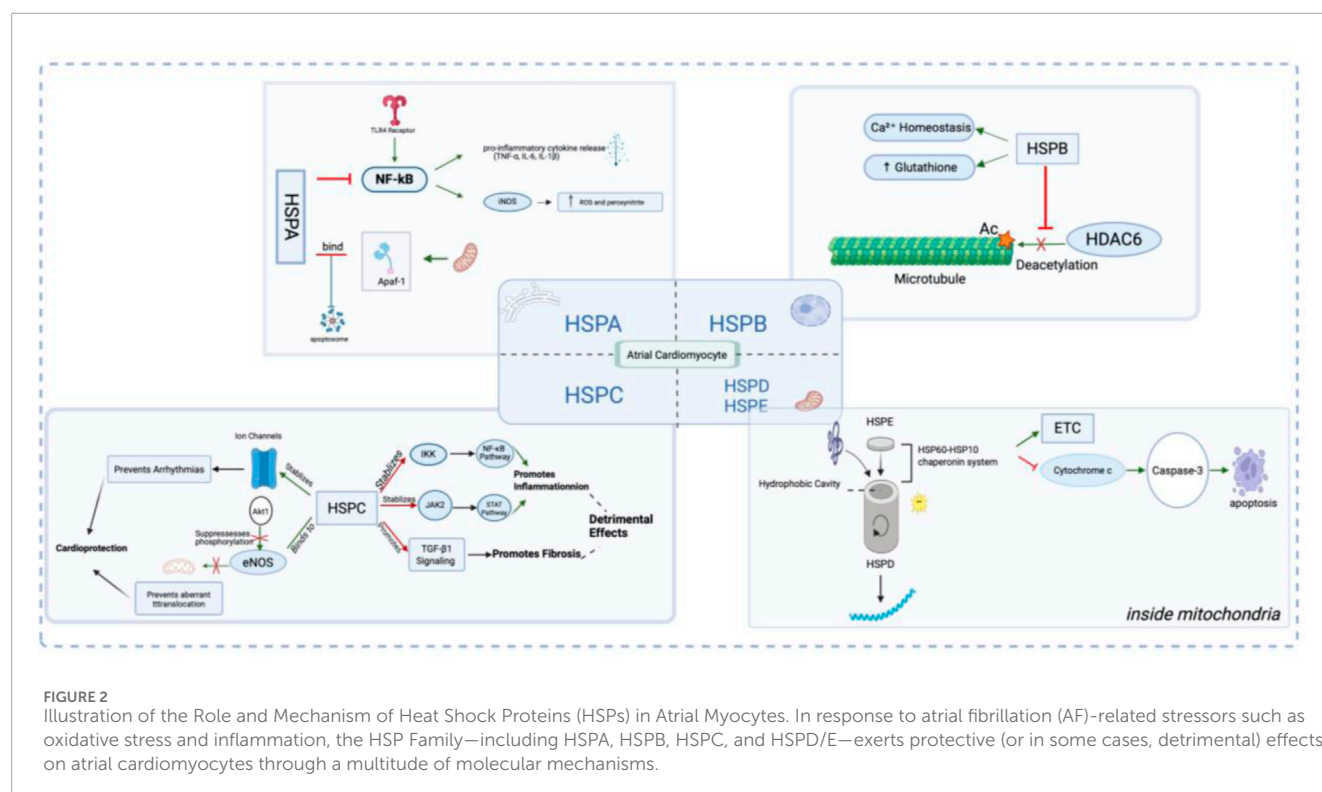 TLR4 Receptor
NF-kB
pro-inflammatory cytokine release
(TNF-α, IL-6, IL-1β)
iNOS
↑ ROS and peroxynitrite
HSPA
bind
Apaf-1
apoptosome
Ca²⁺ Homeostasis
↑ Glutathione
HSPB
Ac
HDAC6
Deacetylation
Microtubule
HSPA
HSPB
Atrial Cardiomyocyte
HSPC
HSPD
HSPE
Ion Channels
Prevents Arrhythmias
Stablizes
Akt1
Suppressesses
phosphorylation
Binds to
eNOS
Cardioprotection
Prevents aberrant
tttranslocation
HSPC
Stablizes
IKK
NF-κB
Pathway
Stablizes
JAK2
STAT
Pathway
Promotes
Inflammationnion
Promotes
TGF-β1
Signaling
Promotes Fibrosis
Detrimental
Effects
HSPE
HSP60-HSP10
chaperonin system
Hydrophobic Cavity
HSPD
ETC
Cytochrome c
Caspase-3
apoptosis
inside mitochondria
FIGURE 2
Illustration of the Role and Mechanism of Heat Shock Proteins (HSPs) in Atrial Myocytes. In response to atrial fibrillation (AF)-related stressors such as
oxidative stress and inflammation, the HSP Family—including HSPA, HSPB, HSPC, and HSPD/E—exerts protective (or in some cases, detrimental) effects
on atrial cardiomyocytes through a multitude of molecular mechanisms.